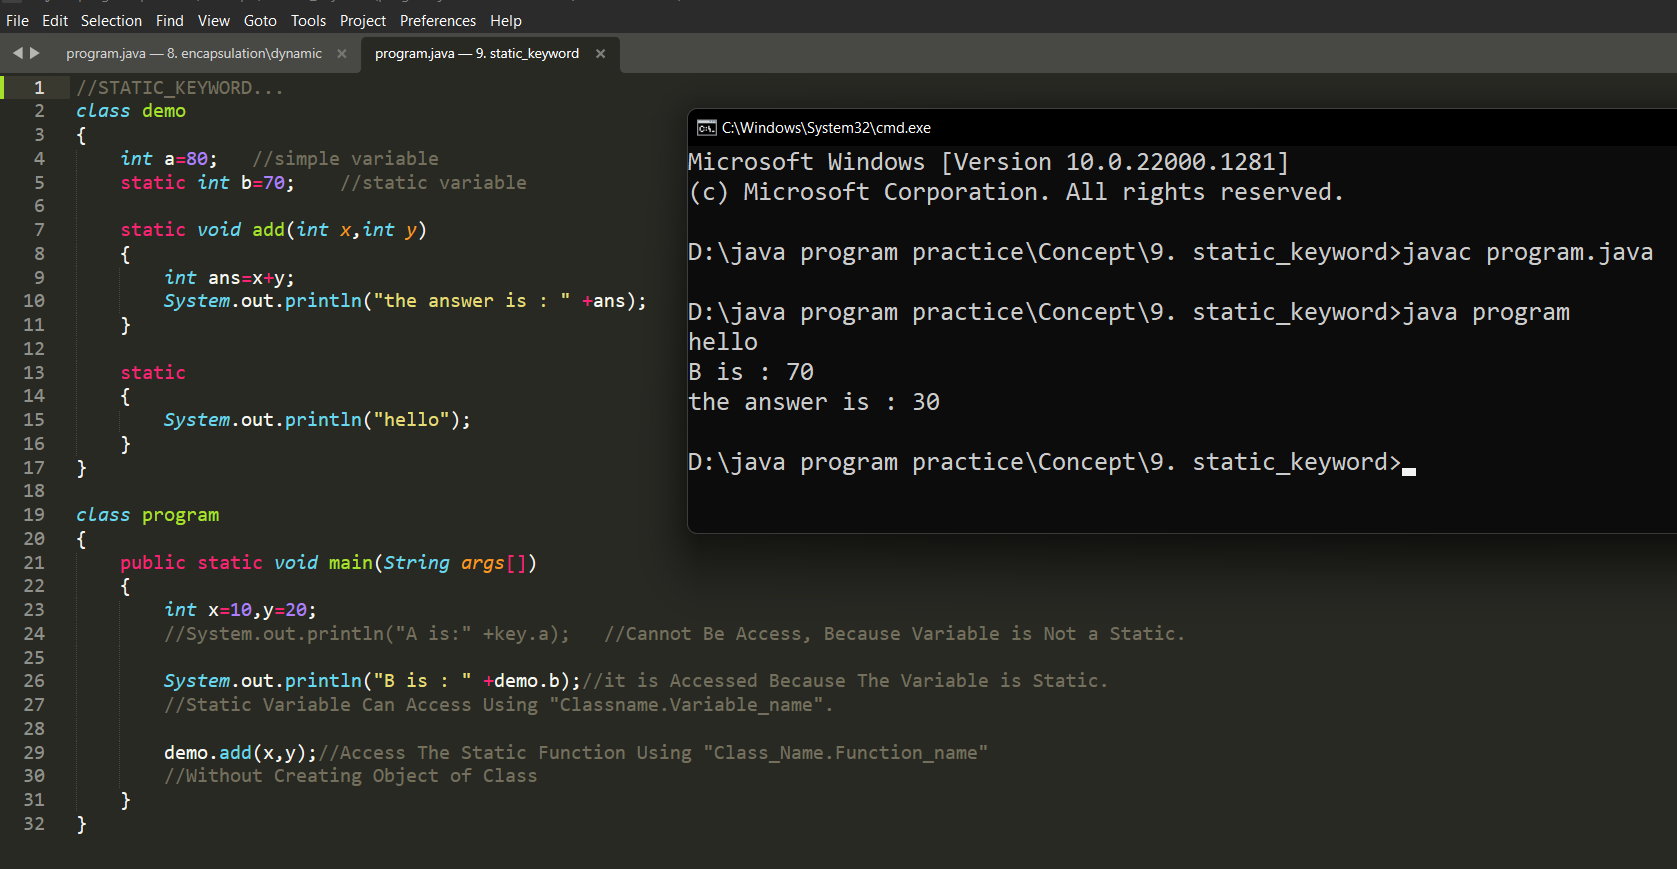 File Edit Selection Find View Goto Tools Project Preferences Help
program.java — 8. encapsulation\dynamic × program.java — 9. static_keyword ×
1 //STATIC_KEYWORD...
2 class demo
3 {
4 int a=80; //simple variable
5 static int b=70; //static variable
6
7 static void add(int x,int y)
8 {
9 int ans=x+y;
10 System.out.println("the answer is : " +ans);
11 }
12
13 static
14 {
15 System.out.println("hello");
16 }
17 }
18
19 class program
20 {
21 public static void main(String args[])
22 {
23 int x=10,y=20;
24 //System.out.println("A is:" +key.a); //Cannot Be Access, Because Variable is Not a Static.
25
26 System.out.println("B is : " +demo.b);//it is Accessed Because The Variable is Static.
27 //Static Variable Can Access Using "Classname.Variable_name".
28
29 demo.add(x,y);//Access The Static Function Using "Class_Name.Function_name"
30 //Without Creating Object of Class
31 }
32 }
C:\Windows\System32\cmd.exe
Microsoft Windows [Version 10.0.22000.1281]
(c) Microsoft Corporation. All rights reserved.
D:\java program practice\Concept\9. static_keyword>javac program.java
D:\java program practice\Concept\9. static_keyword>java program
hello
B is : 70
the answer is : 30
D:\java program practice\Concept\9. static_keyword>